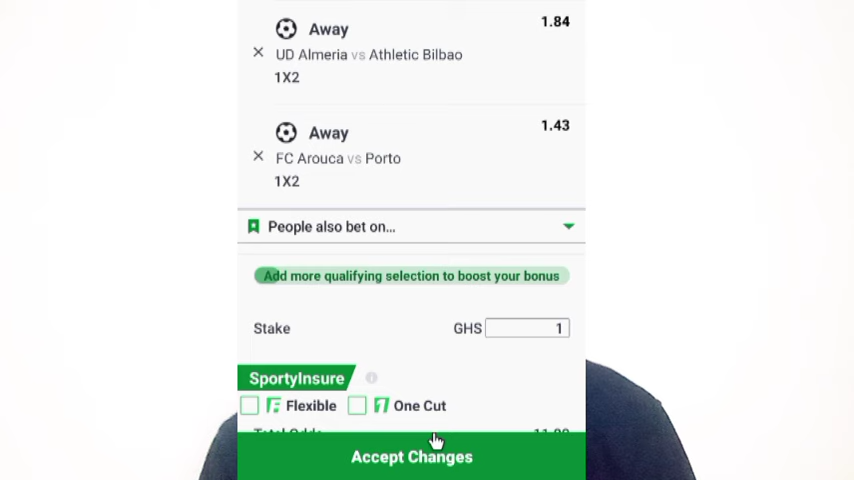 Away 1.84
UD Almeria vs Athletic Bilbao
1X2
Away 1.43
FC Arouca vs Porto
1X2
People also bet on...
Add more qualifying selection to boost your bonus
Stake GHS 1
SportyInsure
Flexible One Cut
Accept Changes